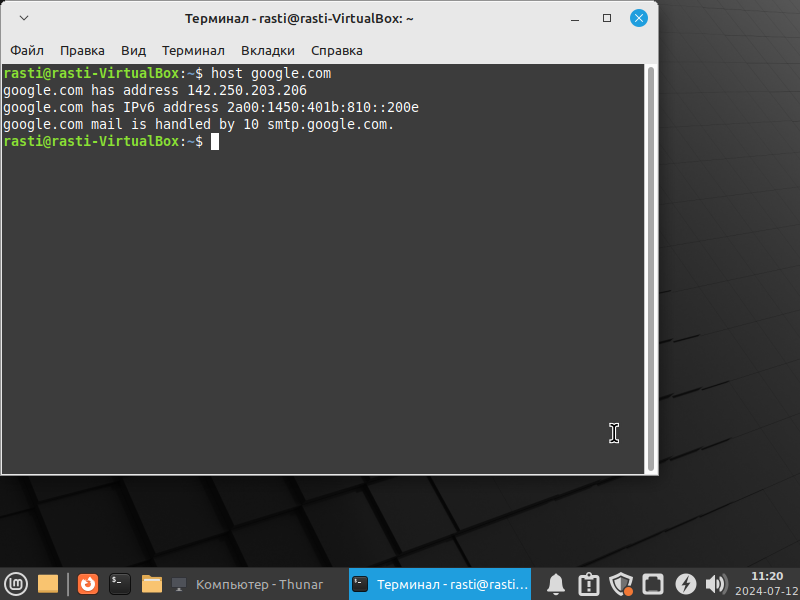 Терминал - rasti@rasti-VirtualBox: ~
Файл Правка Вид Терминал Вкладки Справка
rasti@rasti-VirtualBox:~$ host google.com
google.com has address 142.250.203.206
google.com has IPv6 address 2a00:1450:401b:810::200e
google.com mail is handled by 10 smtp.google.com.
rasti@rasti-VirtualBox:~$
Компьютер - Thunar
Терминал - rasti@rasti...
11:20
2024-07-12